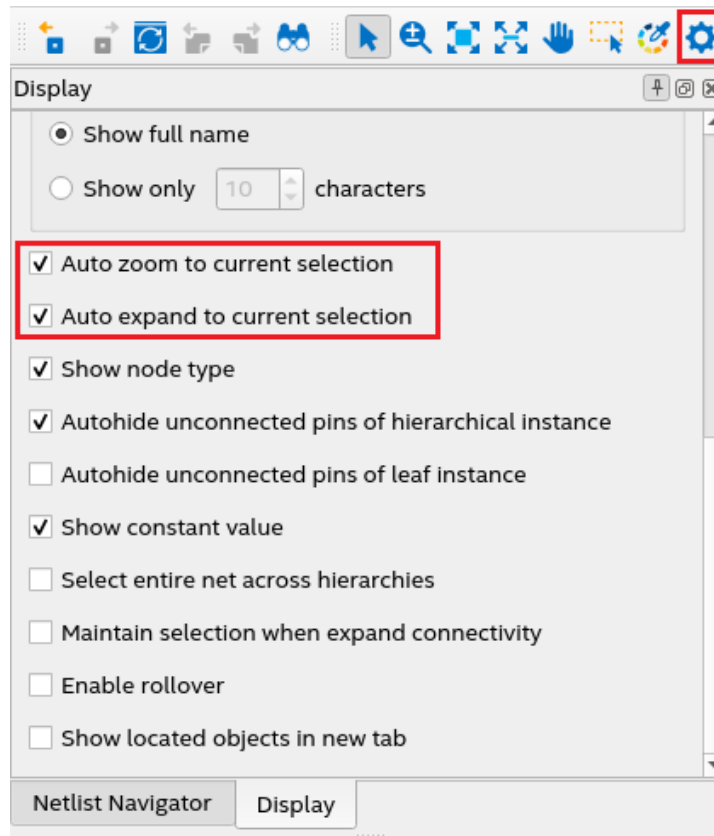 Display
Show full name
Show only 10 characters
Auto zoom to current selection
Auto expand to current selection
Show node type
Autohide unconnected pins of hierarchical instance
Autohide unconnected pins of leaf instance
Show constant value
Select entire net across hierarchies
Maintain selection when expand connectivity
Enable rollover
Show located objects in new tab
Netlist Navigator Display